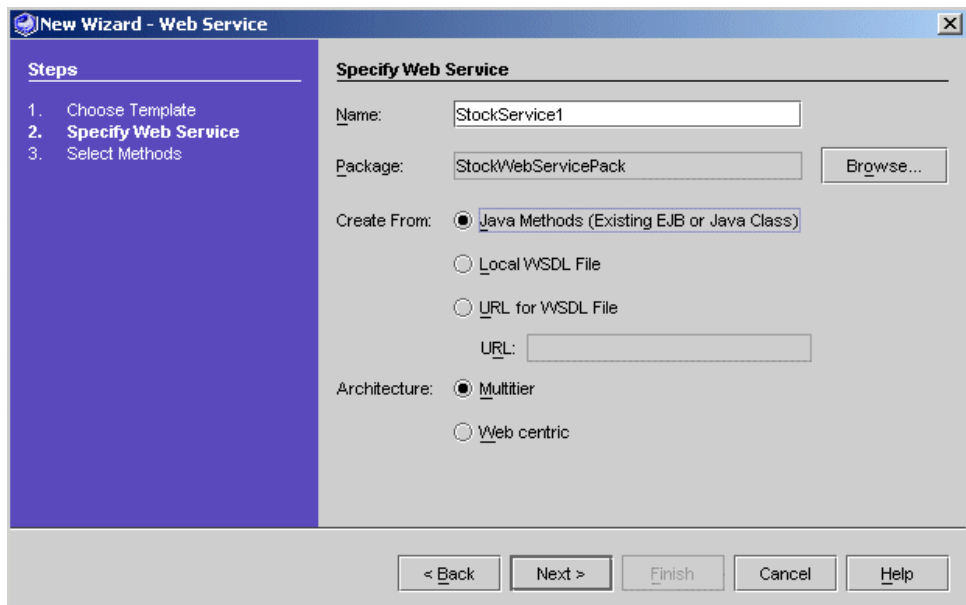 New Wizard - Web Service
Steps
1. Choose Template
2. Specify Web Service
3. Select Methods
Specify Web Service
Name: StockService1
Package: StockWebServicePack Browse...
Create From: Java Methods (Existing EJB or Java Class)
Local WSDL File
URL for WSDL File
URL:
Architecture: Multitier
Web centric
< Back Next > Finish Cancel Help